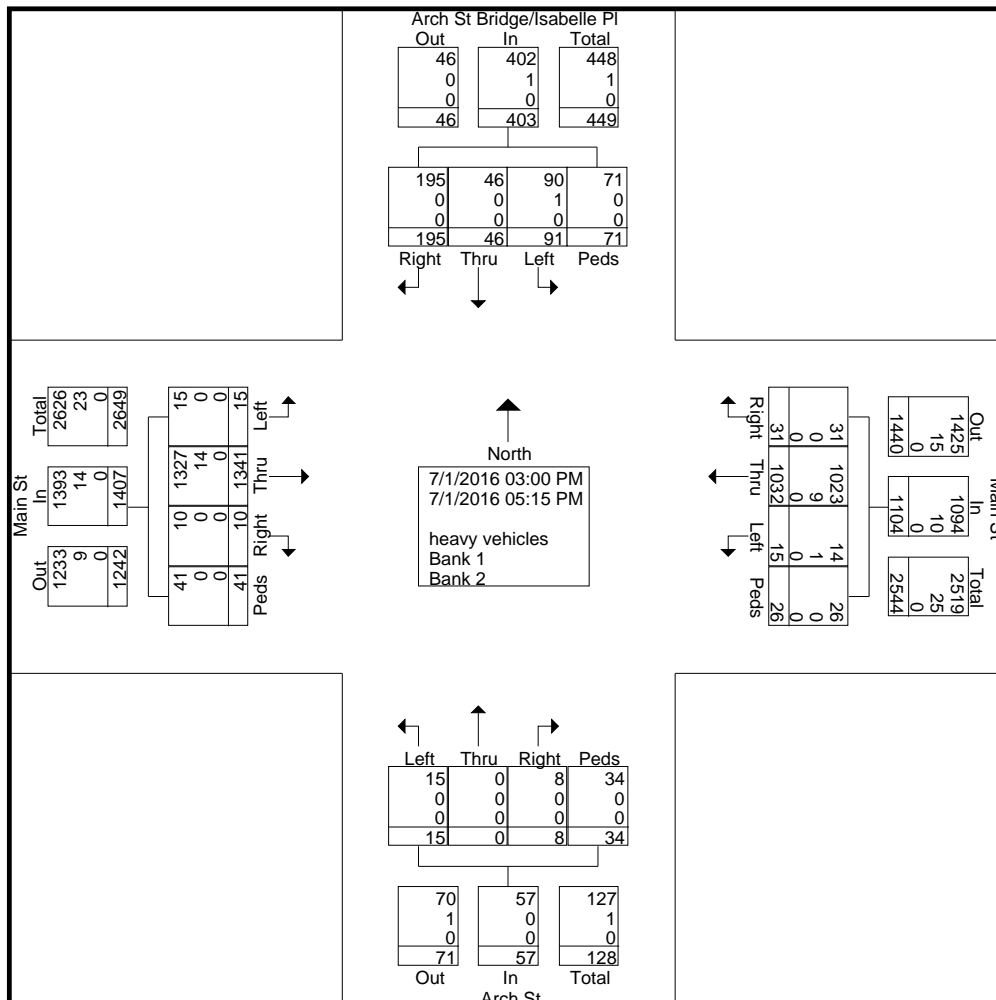 Arch St Bridge/Isabelle Pl
Out In Total
46 402 448
0 1 1
0 0 0
46 403 449
195 46 90 71
0 0 1 0
0 0 0 0
195 46 91 71
Right Thru Left Peds
Main St
Total In Out
2626 1393 1233
23 14 9
0 0 0
2649 1407 1242
15 1327 10 41
0 14 0 0
0 0 0 0
15 1341 10 41
Left Thru Right Peds
North
7/1/2016 03:00 PM
7/1/2016 05:15 PM
heavy vehicles
Bank 1
Bank 2
Right Thru Left Peds
31 1023 14 26
0 9 1 0
0 0 0 0
31 1032 15 26
Out In Total
1425 1094 2519
15 10 25
0 0 0
1440 1104 2544
Main St
Left Thru Right Peds
15 0 8 34
0 0 0 0
0 0 0 0
15 0 8 34
70 57 127
1 0 1
0 0 0
71 57 128
Out In Total
Arch St